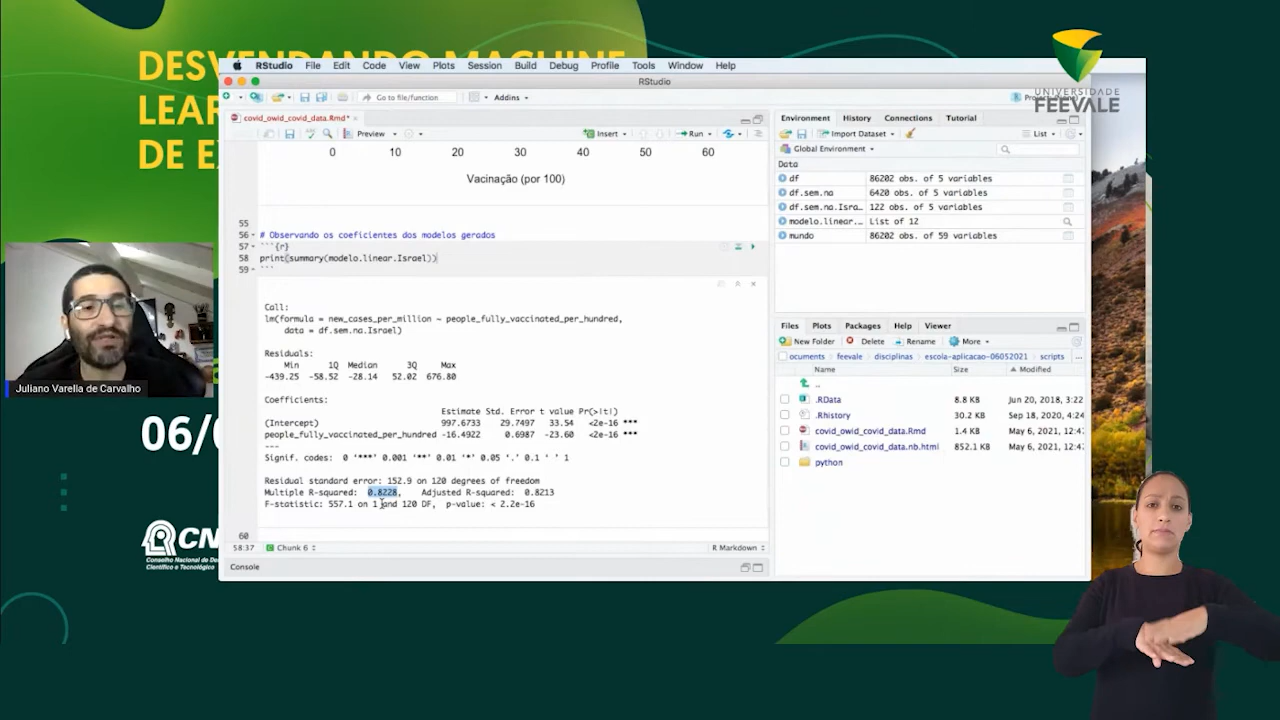 DESVENDANDO MACHINE
LEAR
DE EX
UNIVERSIDADE
FEEVALE
RStudio File Edit Code View Plots Session Build Debug Profile Tools Window Help
RStudio
Go to file/function Addins
covid_owid_covid_data.Rmd*
Preview Insert Run
0 10 20 30 40 50 60
Vacinação (por 100)
55
56 # Observando os coeficientes dos modelos gerados
57 ```{r}
58 print(summary(modelo.linear.Israel))
59 ```
Call:
lm(formula = new_cases_per_million ~ people_fully_vaccinated_per_hundred,
data = df.sem.na.Israel)
Residuals:
Min 1Q Median 3Q Max
-439.25 -58.52 -28.14 52.02 676.80
Coefficients:
Estimate Std. Error t value Pr(>|t|)
(Intercept) 997.6733 29.7497 33.54 <2e-16 ***
people_fully_vaccinated_per_hundred -16.4922 0.6987 -23.60 <2e-16 ***
---
Signif. codes: 0 '***' 0.001 '**' 0.01 '*' 0.05 '.' 0.1 ' ' 1
Residual standard error: 152.9 on 120 degrees of freedom
Multiple R-squared: 0.8228, Adjusted R-squared: 0.8213
F-statistic: 557.1 on 1 and 120 DF, p-value: < 2.2e-16
60
58:37 Chunk 6 R Markdown
Console
Environment History Connections Tutorial
Import Dataset List
Global Environment
Data
df 86202 obs. of 5 variables
df.sem.na 6420 obs. of 5 variables
df.sem.na.Isra… 122 obs. of 5 variables
modelo.linear.… List of 12
mundo 86202 obs. of 59 variables
Files Plots Packages Help Viewer
New Folder Delete Rename More
ocuments feevale disciplinas escola-aplicacao-06052021 scripts ...
Name Size Modified
..
.RData 8.8 KB Jun 20, 2018, 3:22
.Rhistory 30.2 KB Sep 18, 2020, 4:24
covid_owid_covid_data.Rmd 1.4 KB May 6, 2021, 12:47
covid_owid_covid_data.nb.html 852.1 KB May 6, 2021, 12:47
python
Juliano Varella de Carvalho
06/
CN
Conselho Nacional de De
Científico e Tecnológico